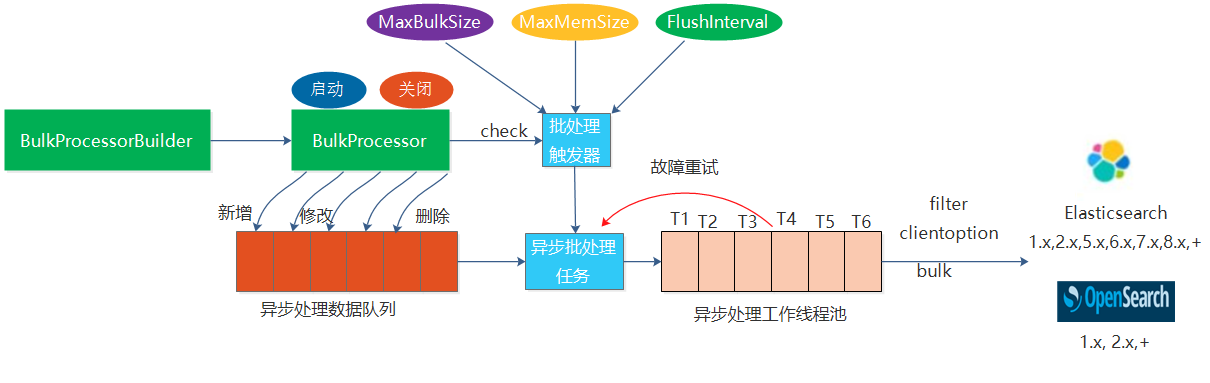 MaxBulkSize
MaxMemSize
FlushInterval
启动
关闭
BulkProcessorBuilder
BulkProcessor
check
批处理
触发器
故障重试
新增
修改
删除
异步批处理
任务
T1
T2
T3
T4
T5
T6
filter
clientoption
bulk
异步处理数据队列
异步处理工作线程池
Elasticsearch
1.x,2.x,5.x,6.x,7.x,8.x,+
OpenSearch
1.x, 2.x,+